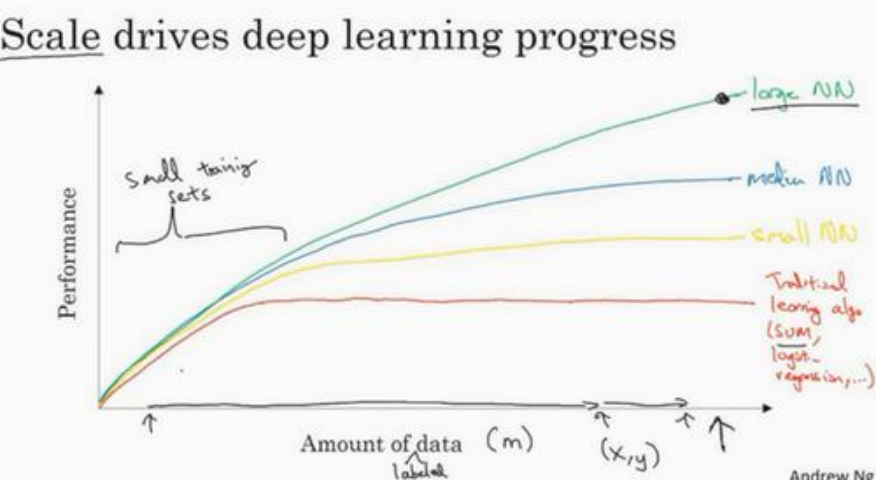 Scale drives deep learning progress
large NN
small training
sets
medium NN
small NN
Performance
Traditional
learning algo
(SVM,
logistic
regression,...)
Amount of data (m)
labeled
(x,y)
Andrew Ng